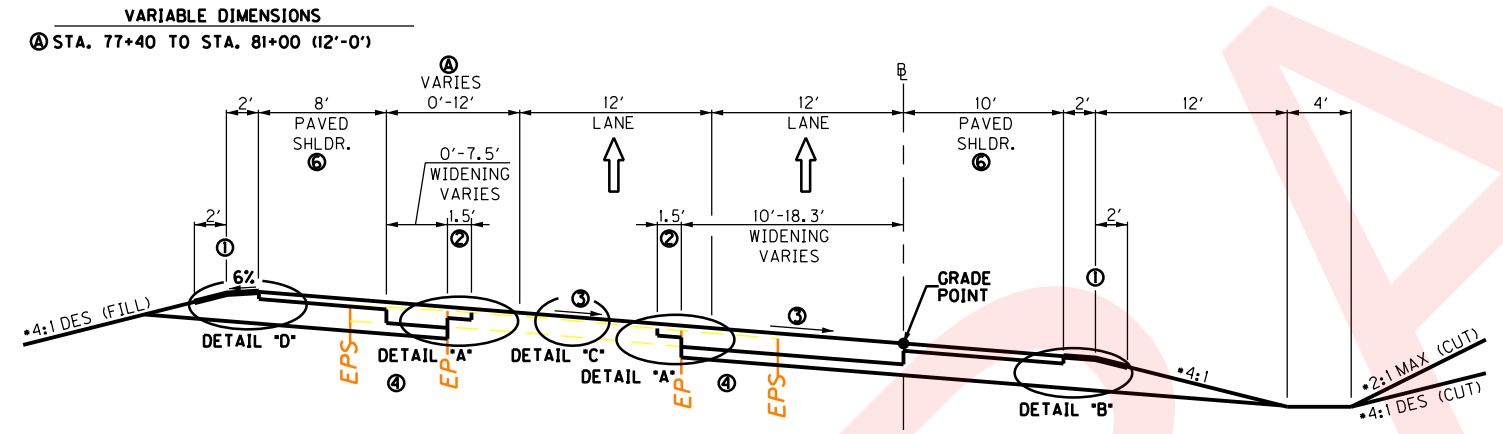 VARIABLE DIMENSIONS
Ⓐ STA. 77+40 TO STA. 81+00 (12'-0')
Ⓐ
VARIES
0'-12'
2'
8'
PAVED
SHLDR.
⑥
12'
LANE
12'
LANE
℄
10'
PAVED
SHLDR.
⑥
2'
12'
4'
0'-7.5'
WIDENING
VARIES
2'
①
1.5'
②
1.5'
②
10'-18.3'
WIDENING
VARIES
2'
①
6%
③
③
GRADE
POINT
*4:1 DES (FILL)
DETAIL "D"
EPS
DETAIL "A"
EP
④
DETAIL "C"
DETAIL "A"
EP
④
EPS
DETAIL "B"
*4:1
*2:1 MAX (CUT)
*4:1 DES (CUT)